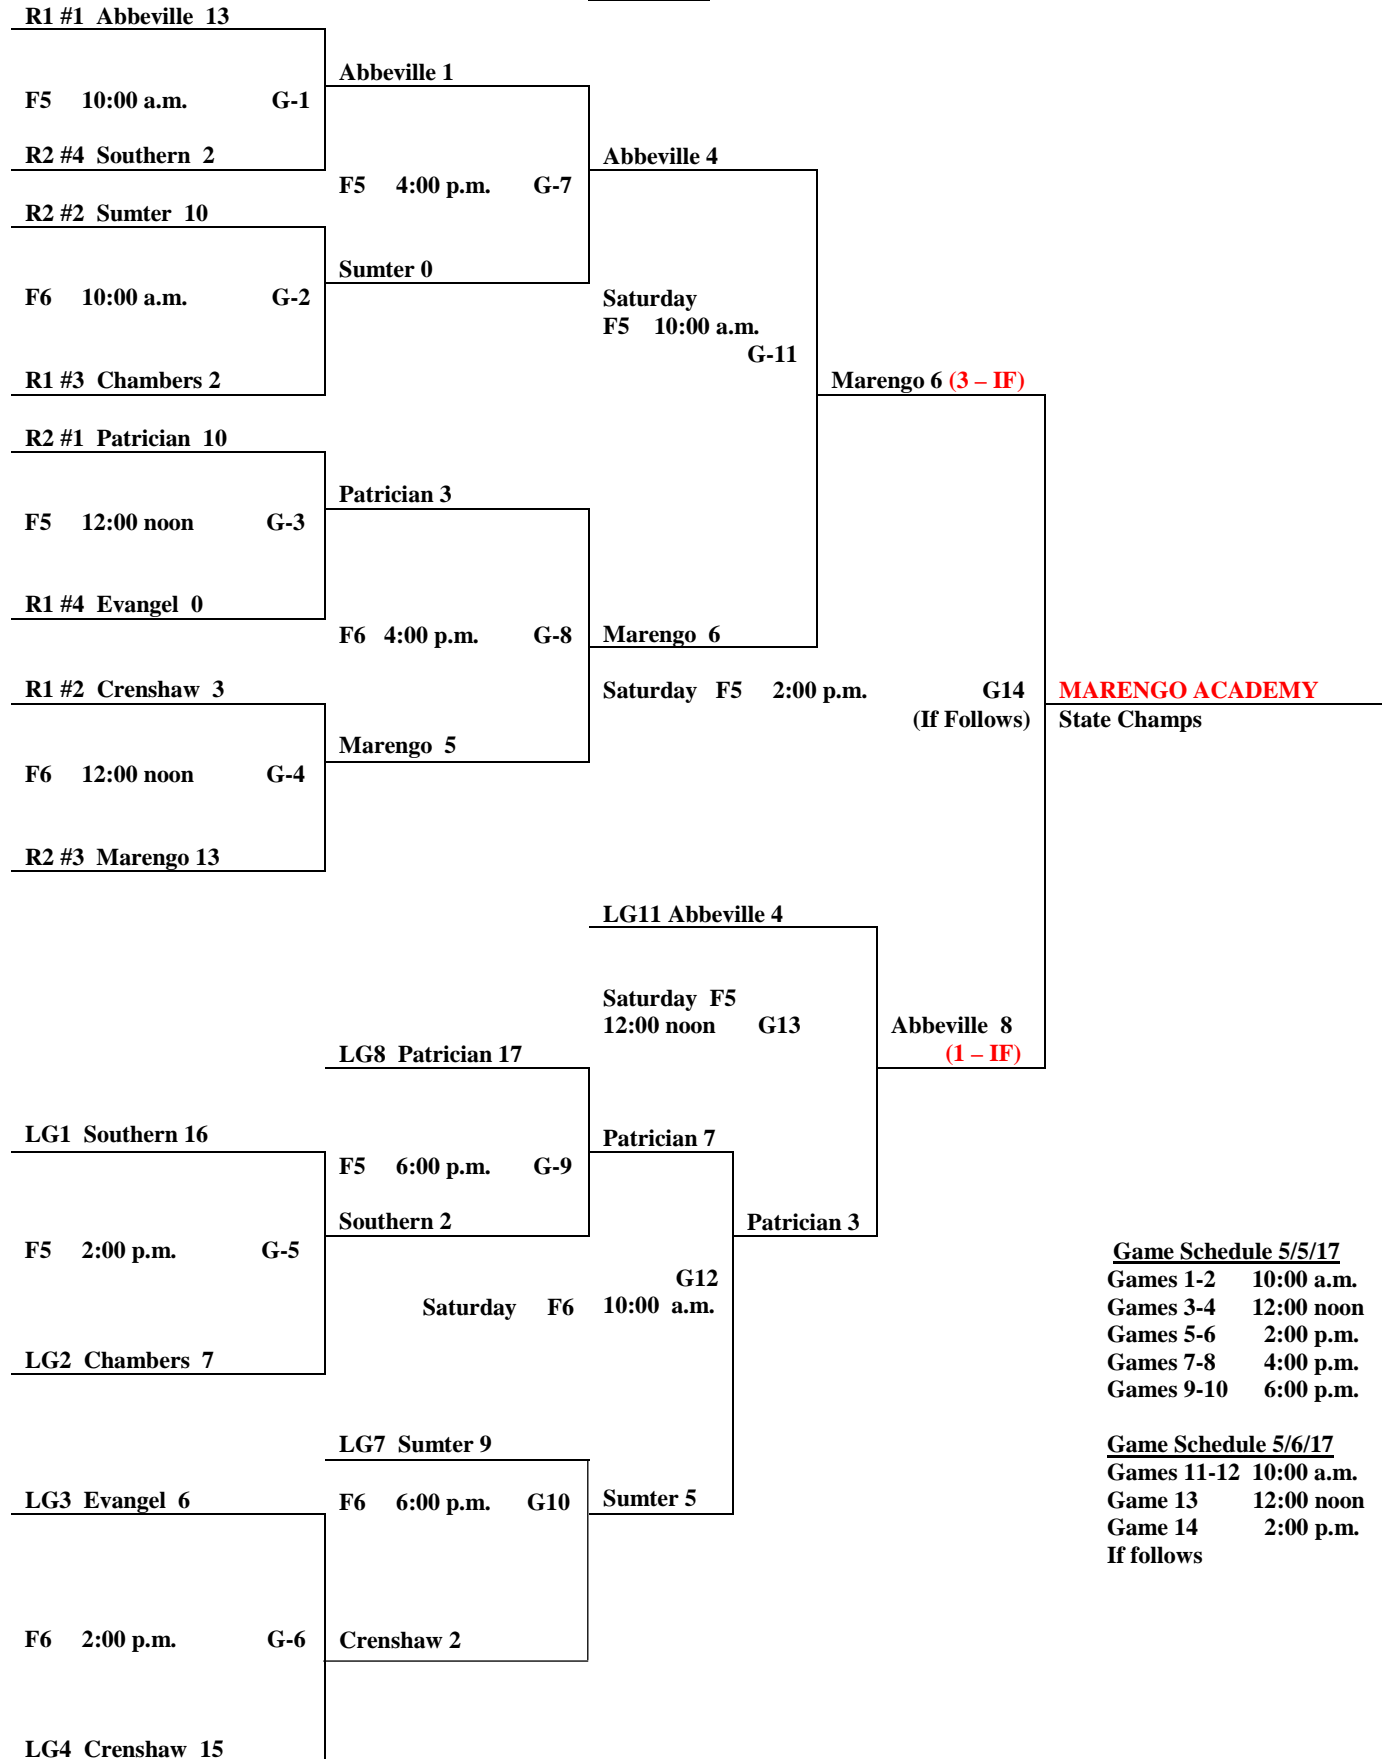 R1 #1 Abbeville 13
Abbeville 1
F5 10:00 a.m. G-1
R2 #4 Southern 2
Abbeville 4
F5 4:00 p.m. G-7
R2 #2 Sumter 10
Sumter 0
F6 10:00 a.m. G-2
Saturday
F5 10:00 a.m.
G-11
R1 #3 Chambers 2
Marengo 6 (3 – IF)
R2 #1 Patrician 10
Patrician 3
F5 12:00 noon G-3
R1 #4 Evangel 0
F6 4:00 p.m. G-8
Marengo 6
R1 #2 Crenshaw 3
Saturday F5 2:00 p.m. G14
(If Follows)
MARENGO ACADEMY
State Champs
Marengo 5
F6 12:00 noon G-4
R2 #3 Marengo 13
LG11 Abbeville 4
Saturday F5
12:00 noon G13
Abbeville 8
(1 – IF)
LG8 Patrician 17
LG1 Southern 16
Patrician 7
F5 6:00 p.m. G-9
Southern 2
Patrician 3
F5 2:00 p.m. G-5
G12
Saturday F6 10:00 a.m.
LG2 Chambers 7
Game Schedule 5/5/17
Games 1-2 10:00 a.m.
Games 3-4 12:00 noon
Games 5-6 2:00 p.m.
Games 7-8 4:00 p.m.
Games 9-10 6:00 p.m.
LG7 Sumter 9
Game Schedule 5/6/17
Games 11-12 10:00 a.m.
Game 13 12:00 noon
Game 14 2:00 p.m.
If follows
LG3 Evangel 6
F6 6:00 p.m. G10
Sumter 5
F6 2:00 p.m. G-6
Crenshaw 2
LG4 Crenshaw 15